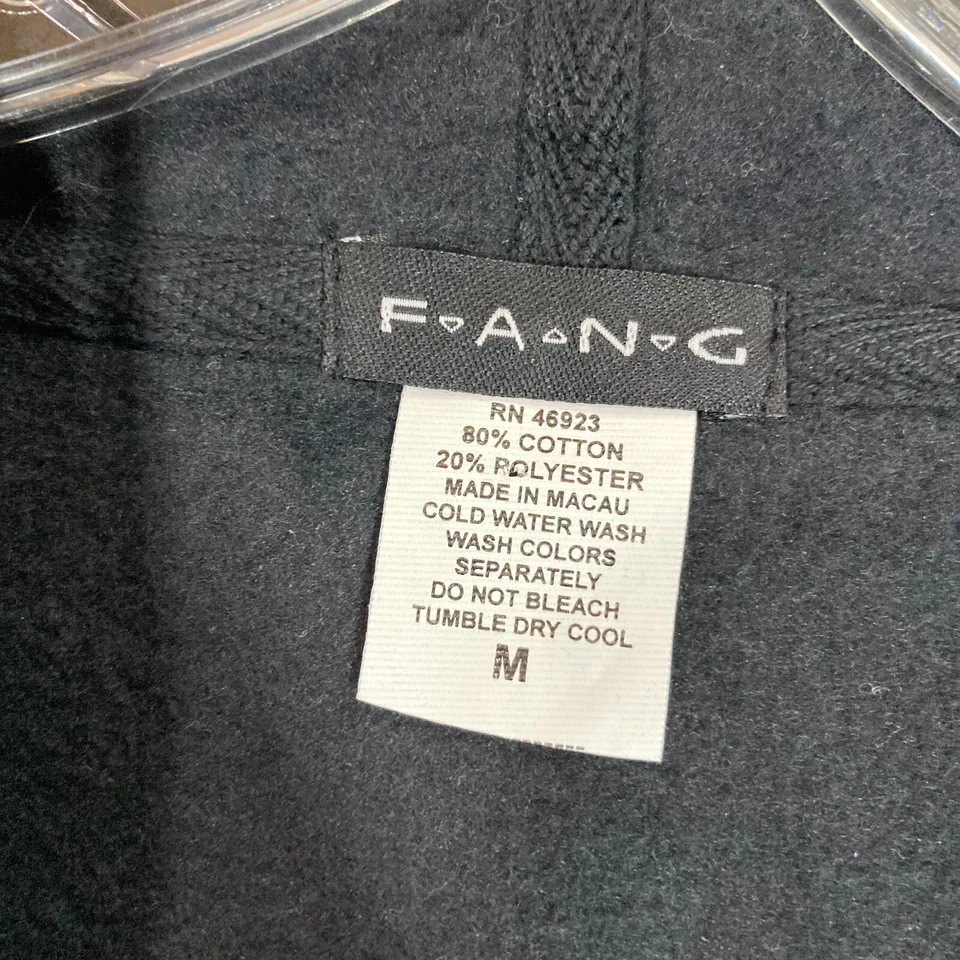 F▽A△N▽G
RN 46923
80% COTTON
20% POLYESTER
MADE IN MACAU
COLD WATER WASH
WASH COLORS
SEPARATELY
DO NOT BLEACH
TUMBLE DRY COOL
M